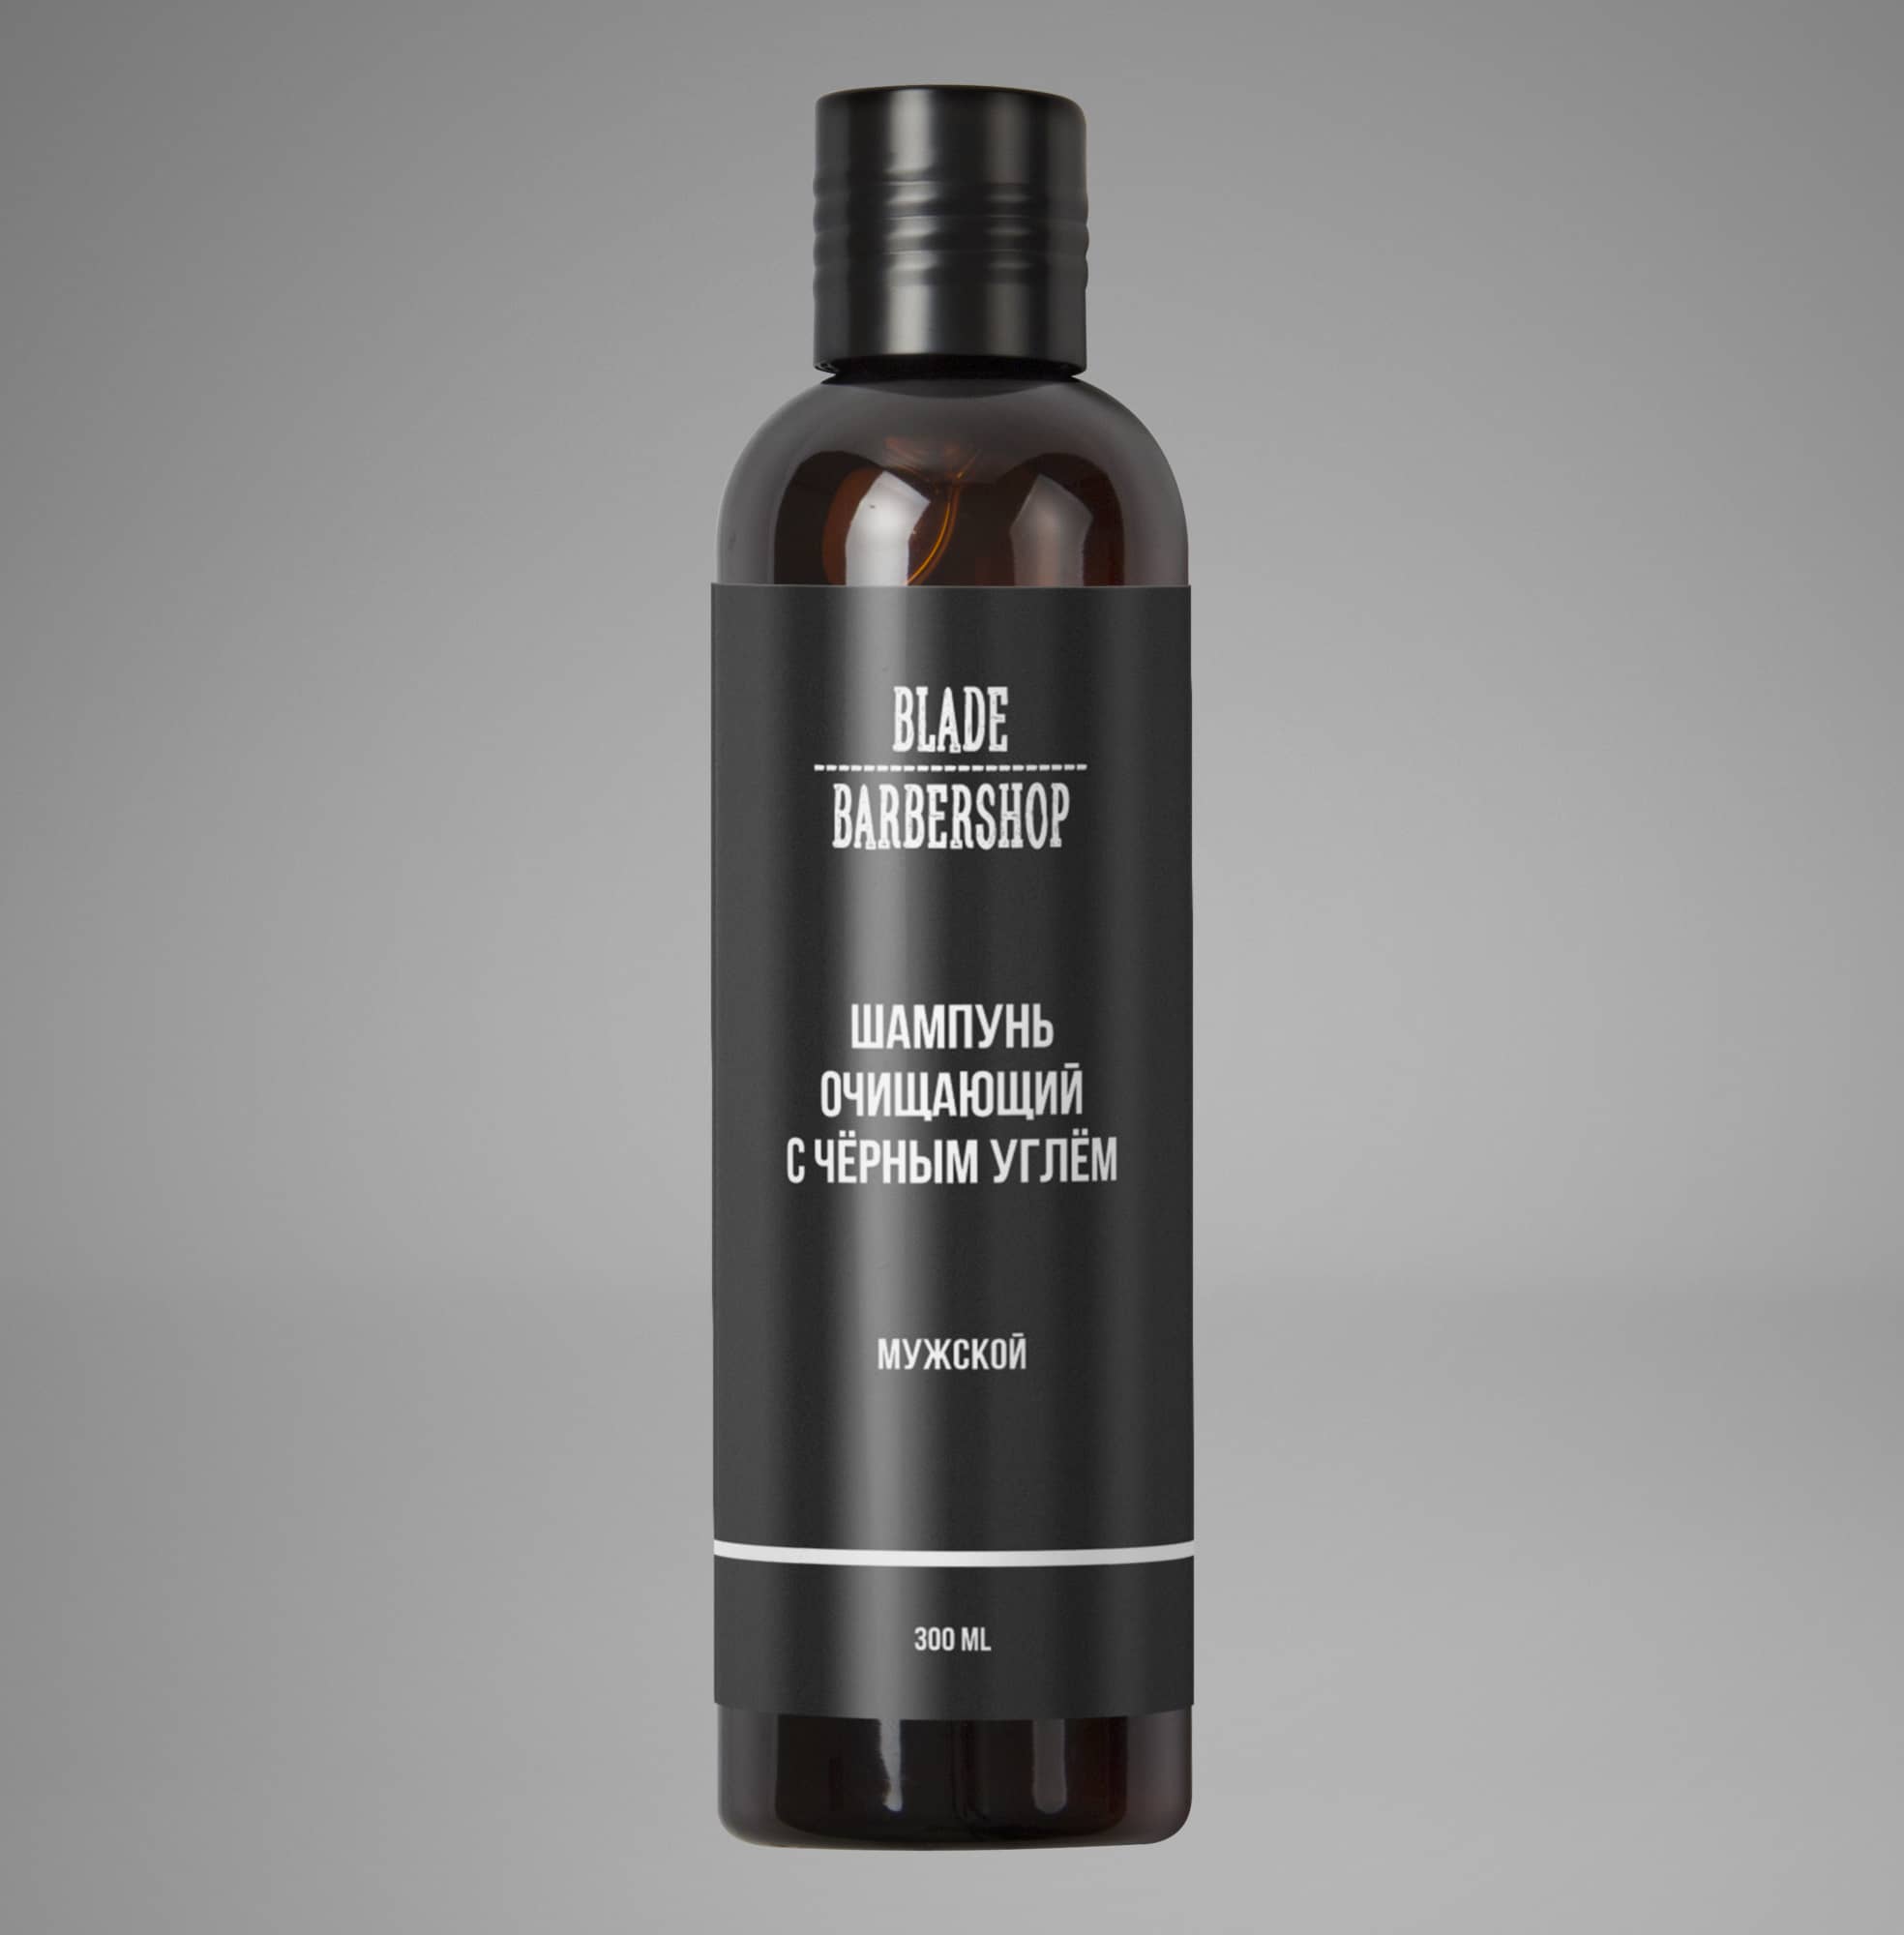 BLADE
BARBERSHOP
ШАМПУНЬ
ОЧИЩАЮЩИЙ
С ЧЁРНЫМ УГЛЁМ
МУЖСКОЙ
300 ML